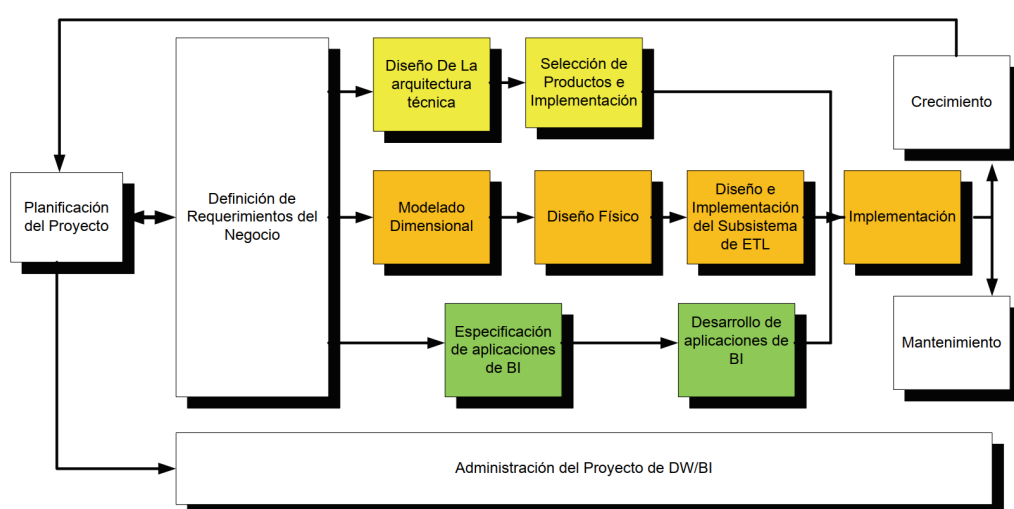 Planificación
del Proyecto
Definición de
Requerimientos del
Negocio
Diseño De La
arquitectura
técnica
Selección de
Productos e
Implementación
Modelado
Dimensional
Diseño Físico
Diseño e
Implementación
del Subsistema
de ETL
Implementación
Especificación
de aplicaciones
de BI
Desarrollo de
aplicaciones de
BI
Crecimiento
Mantenimiento
Administración del Proyecto de DW/BI